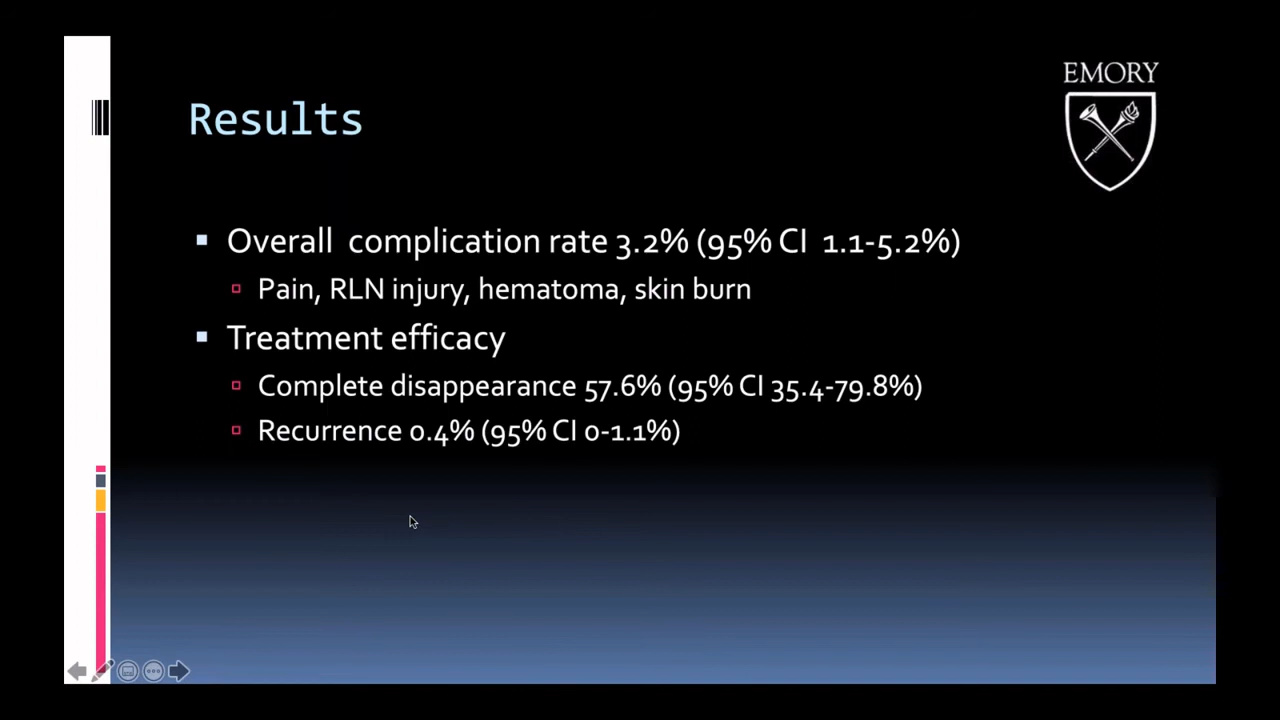 EMORY
Results
Overall complication rate 3.2% (95% CI 1.1-5.2%)
Pain, RLN injury, hematoma, skin burn
Treatment efficacy
Complete disappearance 57.6% (95% CI 35.4-79.8%)
Recurrence 0.4% (95% CI 0-1.1%)